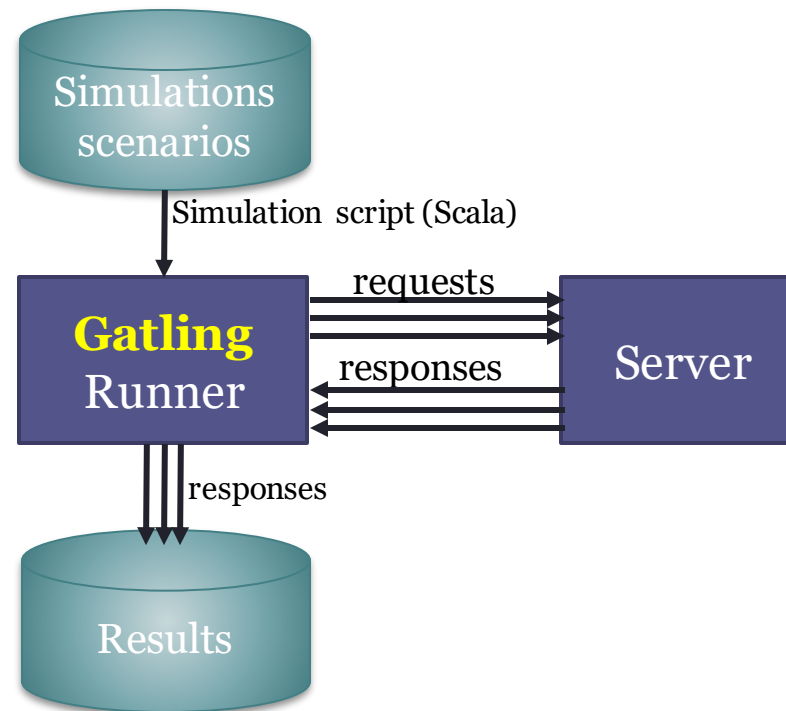 Simulations
scenarios
Simulation script (Scala)
requests
Gatling
Runner
responses
Server
responses
Results